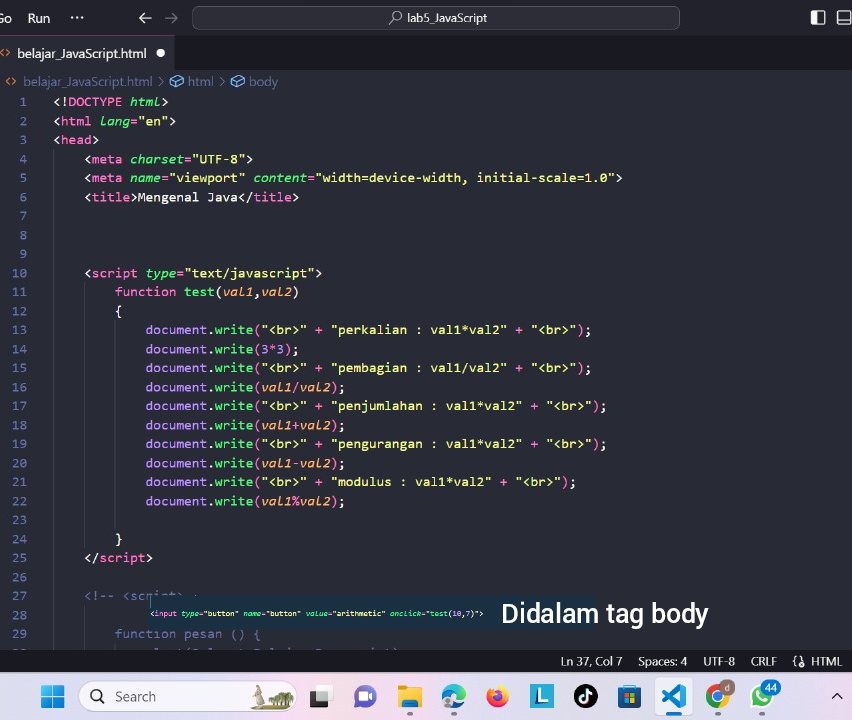 Go Run ··· lab5_JavaScript
belajar_JavaScript.html
belajar_JavaScript.html > html > body
1 <!DOCTYPE html>
2 <html lang="en">
3 <head>
4 <meta charset="UTF-8">
5 <meta name="viewport" content="width=device-width, initial-scale=1.0">
6 <title>Mengenal Java</title>
7
8
9
10 <script type="text/javascript">
11 function test(val1,val2)
12 {
13 document.write("<br>" + "perkalian : val1*val2" + "<br>");
14 document.write(3*3);
15 document.write("<br>" + "pembagian : val1/val2" + "<br>");
16 document.write(val1/val2);
17 document.write("<br>" + "penjumlahan : val1*val2" + "<br>");
18 document.write(val1+val2);
19 document.write("<br>" + "pengurangan : val1*val2" + "<br>");
20 document.write(val1-val2);
21 document.write("<br>" + "modulus : val1*val2" + "<br>");
22 document.write(val1%val2);
23
24 }
25 </script>
26
27 <!-- <script>
<input type="button" name="button" value="arithmetic" onclick="test(10,7)"> Didalam tag body
28
29 function pesan () {
Ln 37, Col 7 Spaces: 4 UTF-8 CRLF {} HTML
Search
d
44